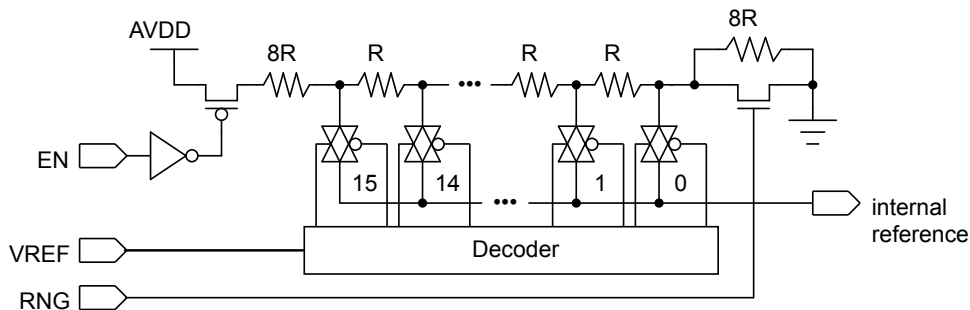 AVDD
8R
8R
R
R
R
•••
EN
15
14
1
0
•••
internal
reference
VREF
Decoder
RNG